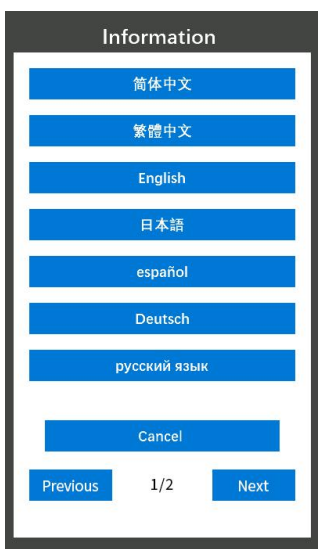 Information
简体中文
繁體中文
English
日本語
español
Deutsch
русский язык
Cancel
Previous 1/2 Next